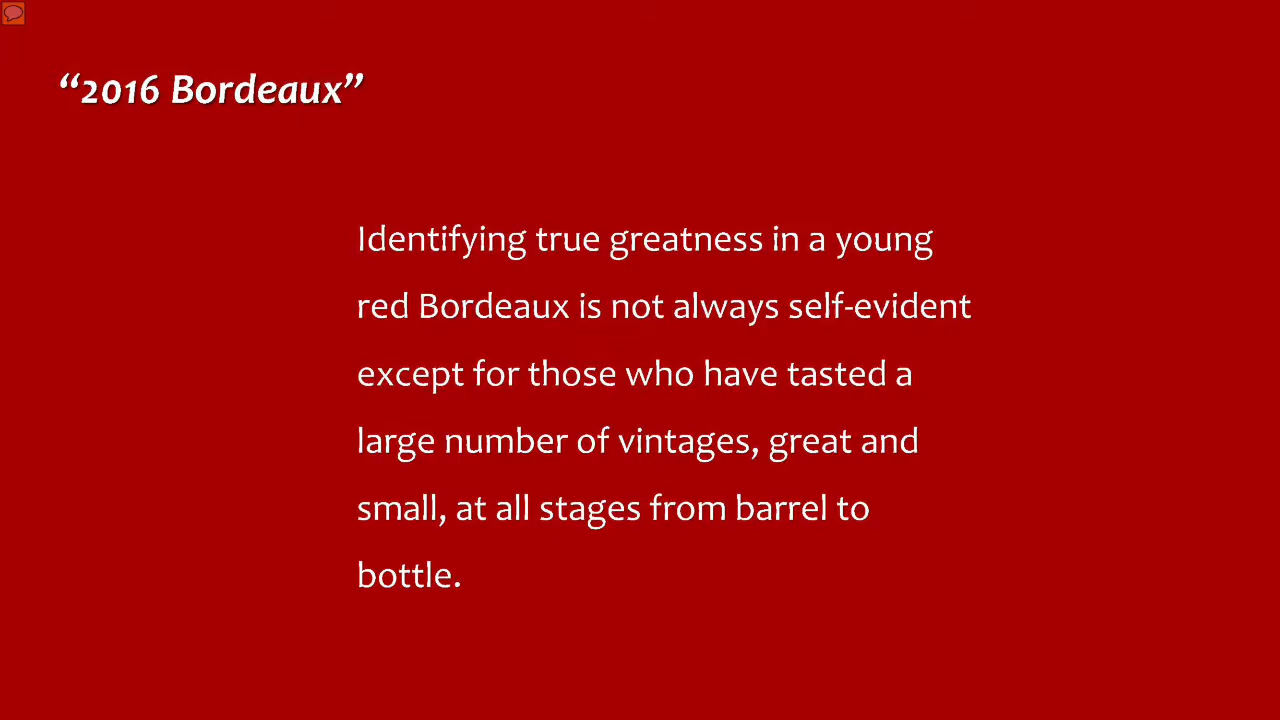 “2016 Bordeaux”
Identifying true greatness in a young
red Bordeaux is not always self-evident
except for those who have tasted a
large number of vintages, great and
small, at all stages from barrel to
bottle.